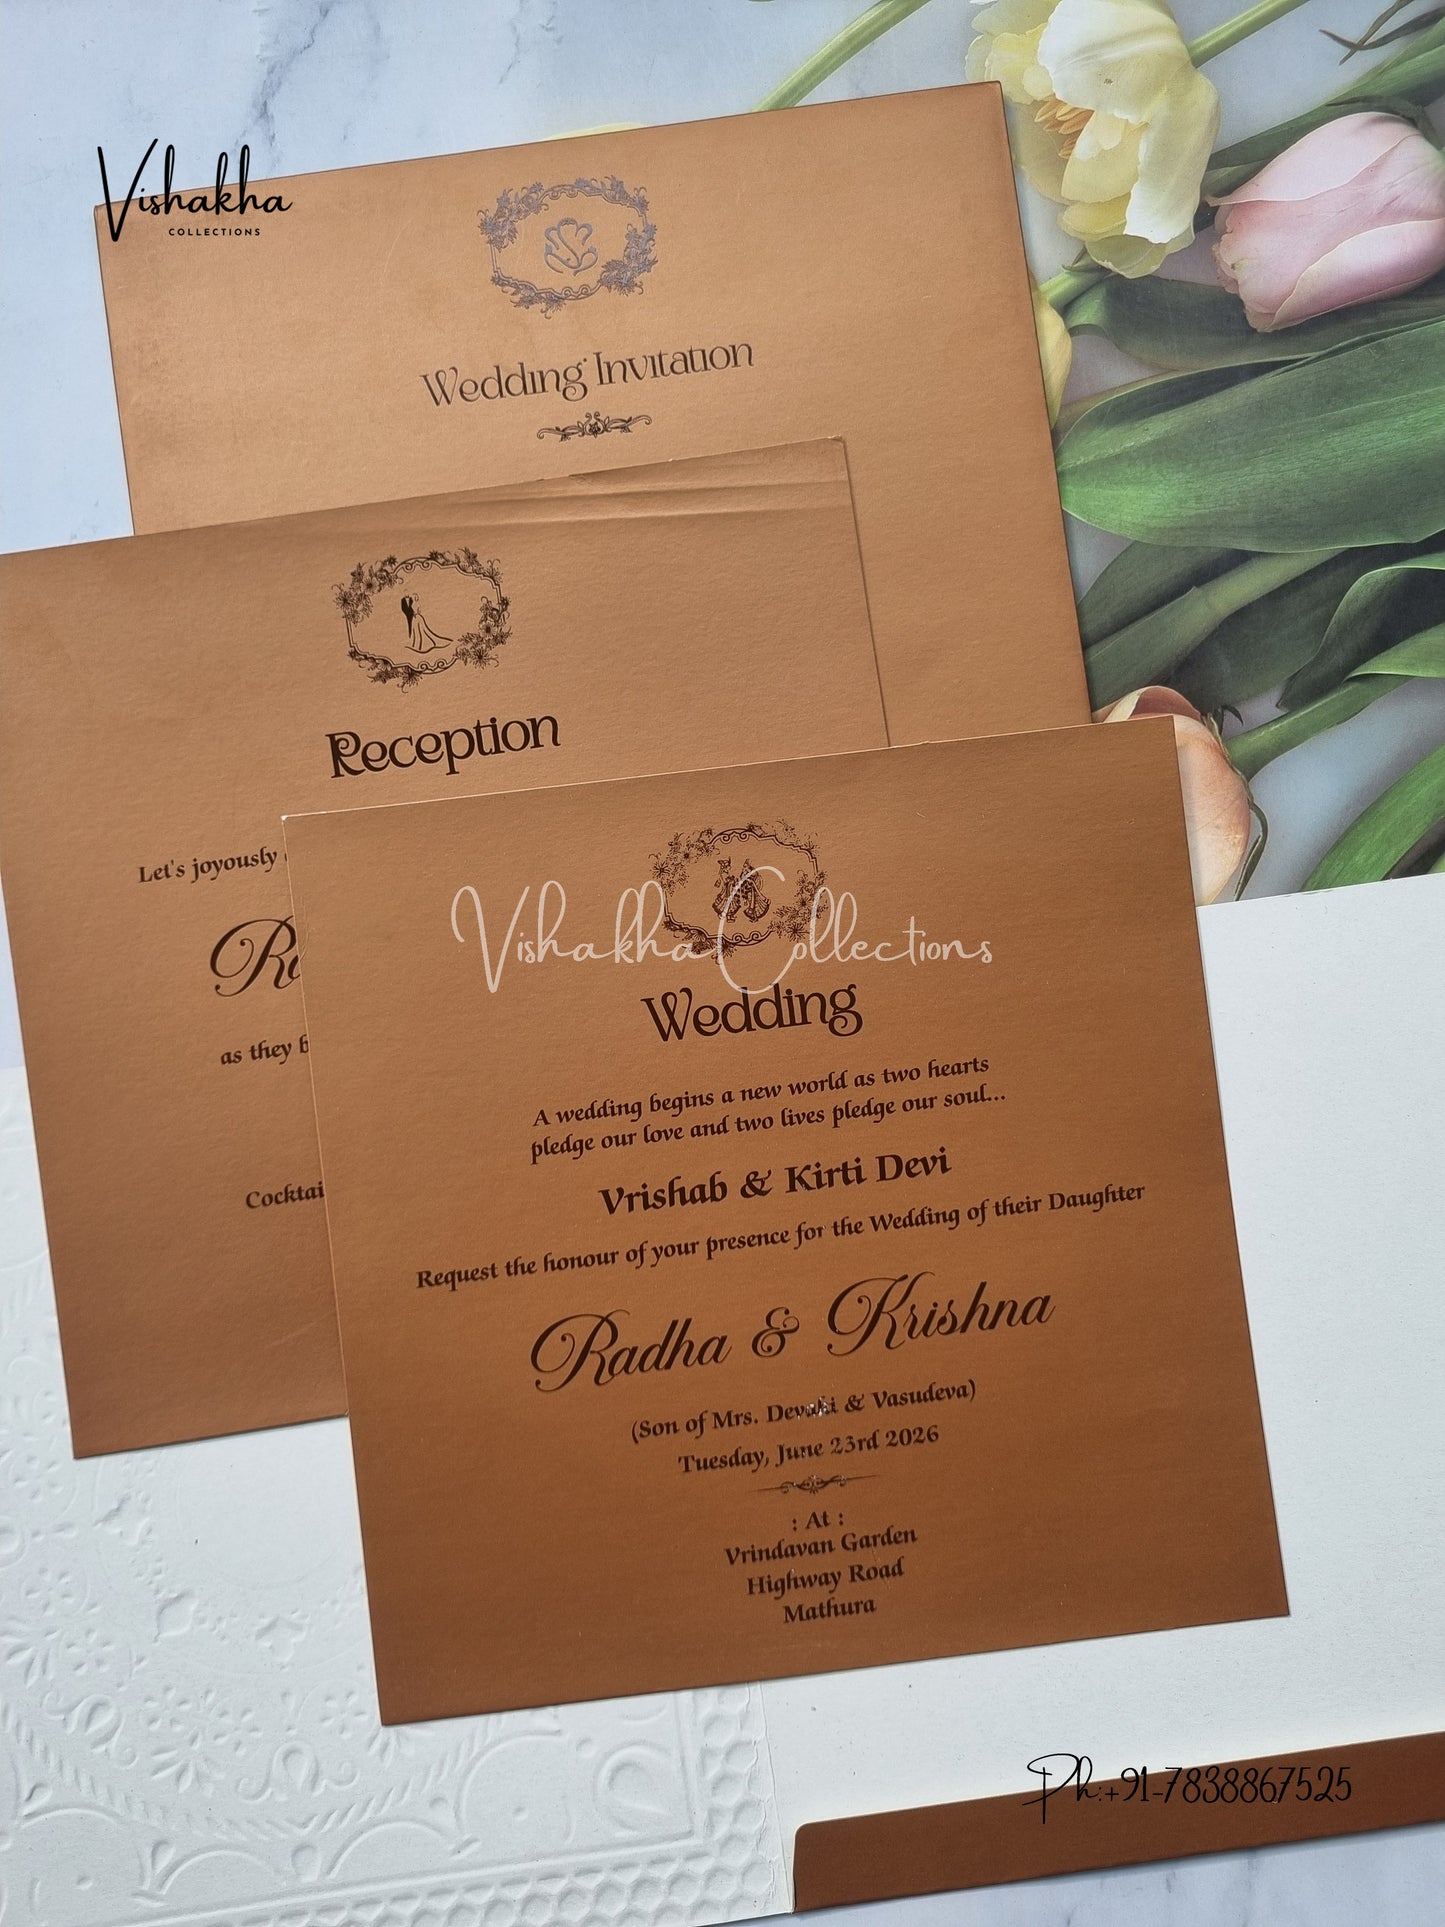 Vishakha
COLLECTIONS
Wedding Invitation
Reception
Let's joyously
as they b
Cocktai
Vishakha Collections
Wedding
A wedding begins a new world as two hearts
pledge our love and two lives pledge our soul...
Vrishab & Kirti Devi
Request the honour of your presence for the Wedding of their Daughter
Radha & Krishna
(Son of Mrs. Devaki & Vasudeva)
Tuesday, June 23rd 2026
: At :
Vrindavan Garden
Highway Road
Mathura
Ph:+91-7838867525